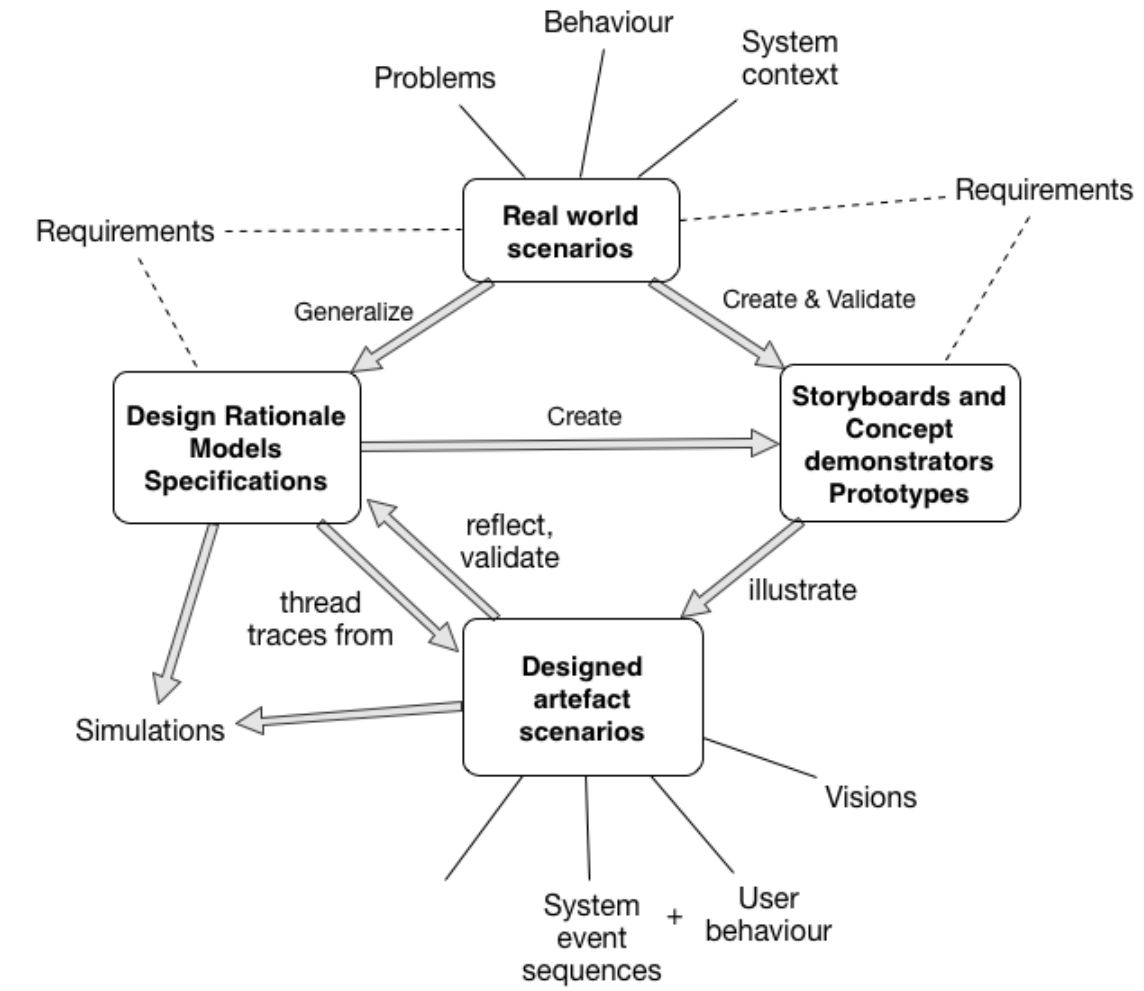 Behaviour
System
context
Problems
Requirements
Real world
scenarios
Requirements
Generalize
Create & Validate
Design Rationale
Models
Specifications
Create
Storyboards and
Concept
demonstrators
Prototypes
reflect,
validate
thread
traces from
illustrate
Designed
artefact
scenarios
Simulations
Visions
System
event
sequences
+
User
behaviour